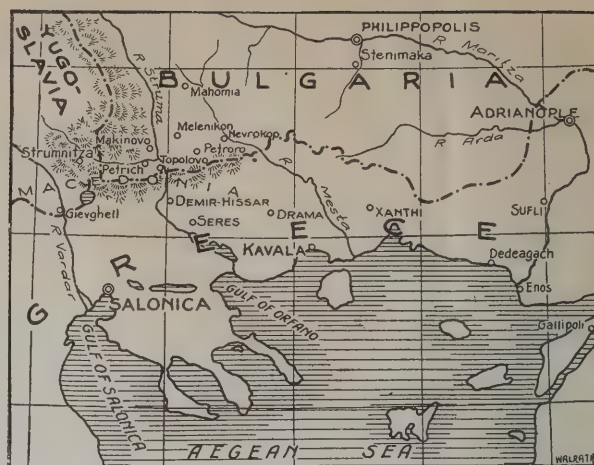 PHILIPPOPOLIS
R Maritza
Stenimaka
YUGO-
SLAVIA
R Struma
BULGARIA
Mahomia
ADRIANOPLE
Melenikon
Nevrokop
Makinovo
Petroro
R Arda
Strumnitza
Petrich
Topolovo
MACEDONIA
R Mesta
DEMIR-HISSAR
DRAMA
XANTHI
SUFLI
Gievgheli
SERES
GREECE
KAVALA
R Vardar
Dedeagach
Enos
SALONICA
GULF OF ORFANO
Gallipoli
GULF OF SALONICA
AEGEAN SEA
WALRATH